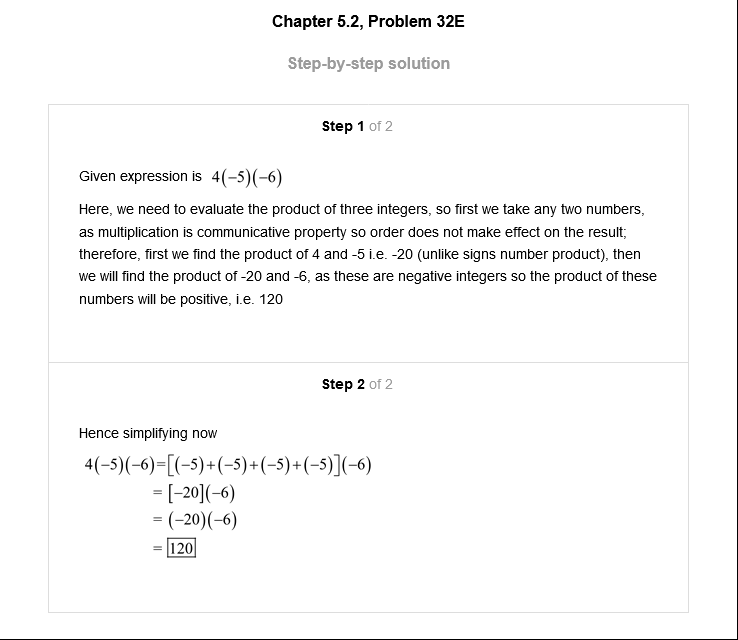 Chapter 5.2, Problem 32E
Step-by-step solution
Step 1 of 2
Given expression is 4(−5)(−6)
Here, we need to evaluate the product of three integers, so first we take any two numbers,
as multiplication is communicative property so order does not make effect on the result;
therefore, first we find the product of 4 and -5 i.e. -20 (unlike signs number product), then
we will find the product of -20 and -6, as these are negative integers so the product of these
numbers will be positive, i.e. 120
Step 2 of 2
Hence simplifying now
4(−5)(−6)=[(−5)+(−5)+(−5)+(−5)](−6)
= [−20](−6)
= (−20)(−6)
= 120